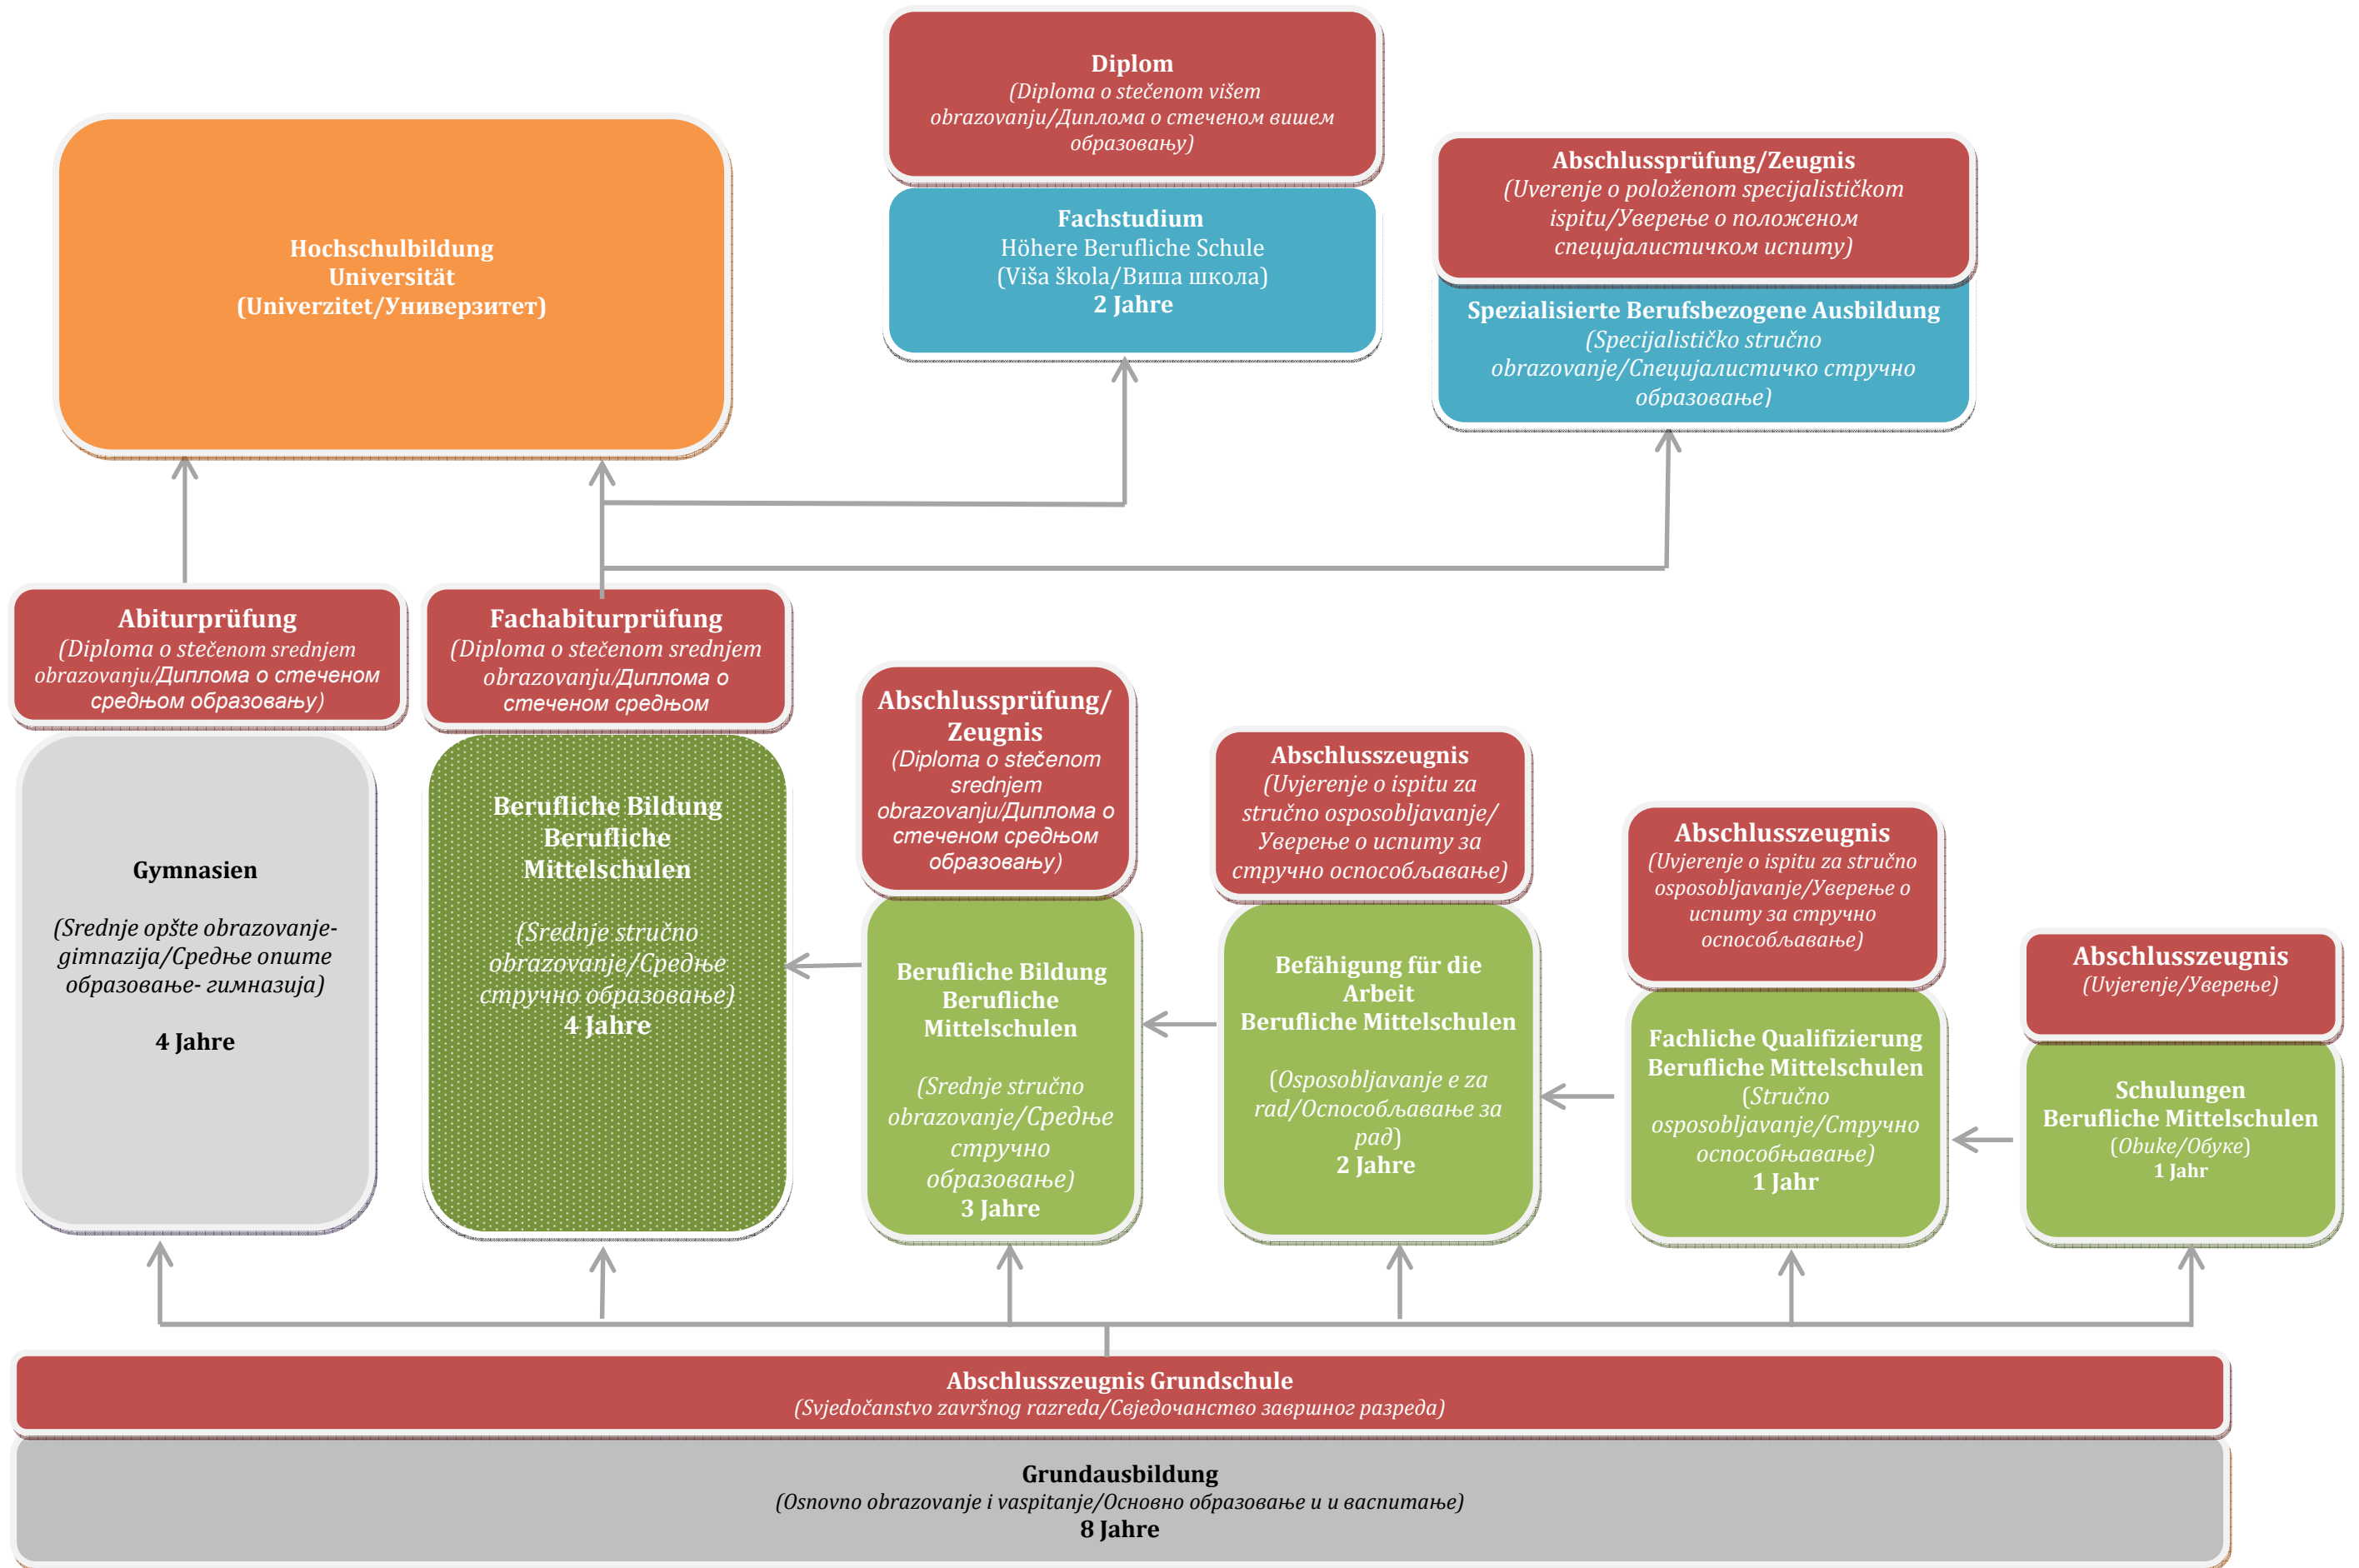 Diplom
(Diploma o stečenom višem
obrazovanju/Диплома о стеченом вишем
образовању)
Fachstudium
Höhere Berufliche Schule
(Viša škola/Виша школа)
2 Jahre
Hochschulbildung
Universität
(Univerzitet/Универзитет)
Abschlussprüfung/Zeugnis
(Uverenje o položenom specijalističkom
ispitu/Уверење о положеном
специјалистичком испиту)
Spezialisierte Berufsbezogene Ausbildung
(Specijalističko stručno
obrazovanje/Специјалистичко стручно
образовање)
Abiturprüfung
(Diploma o stečenom srednjem
obrazovanju/Диплома о стеченом
средњом образовању)
Gymnasien
(Srednje opšte obrazovanje-
gimnazija/Средње опште
образовање- гимназија)
4 Jahre
Fachabiturprüfung
(Diploma o stečenom srednjem
obrazovanju/Диплома о
стеченом средњом
Berufliche Bildung
Berufliche
Mittelschulen
(Srednje stručno
obrazovanje/Средње
стручно образовање)
4 Jahre
Abschlussprüfung/
Zeugnis
(Diploma o stečenom
srednjem
obrazovanju/Диплома о
стеченом средњом
образовању)
Berufliche Bildung
Berufliche
Mittelschulen
(Srednje stručno
obrazovanje/Средње
стручно
образовање)
3 Jahre
Abschlusszeugnis
(Uvjerenje o ispitu za
stručno osposobljavanje/
Уверење о испиту за
стручно оспособљавање)
Befähigung für die
Arbeit
Berufliche Mittelschulen
(Osposobljavanje e za
rad/Оспособљавање за
рад)
2 Jahre
Abschlusszeugnis
(Uvjerenje o ispitu za stručno
osposobljavanje/Уверење о
испиту за стручно
оспособљавање)
Fachliche Qualifizierung
Berufliche Mittelschulen
(Stručno
osposobljavanje/Стручно
оспособњавање)
1 Jahr
Abschlusszeugnis
(Uvjerenje/Уверење)
Schulungen
Berufliche Mittelschulen
(Obuke/Обуке)
1 Jahr
Abschlusszeugnis Grundschule
(Svjedočanstvo završnog razreda/Свједочанство завршног разреда)
Grundausbildung
(Osnovno obrazovanje i vaspitanje/Основно образовање и и васпитање)
8 Jahre